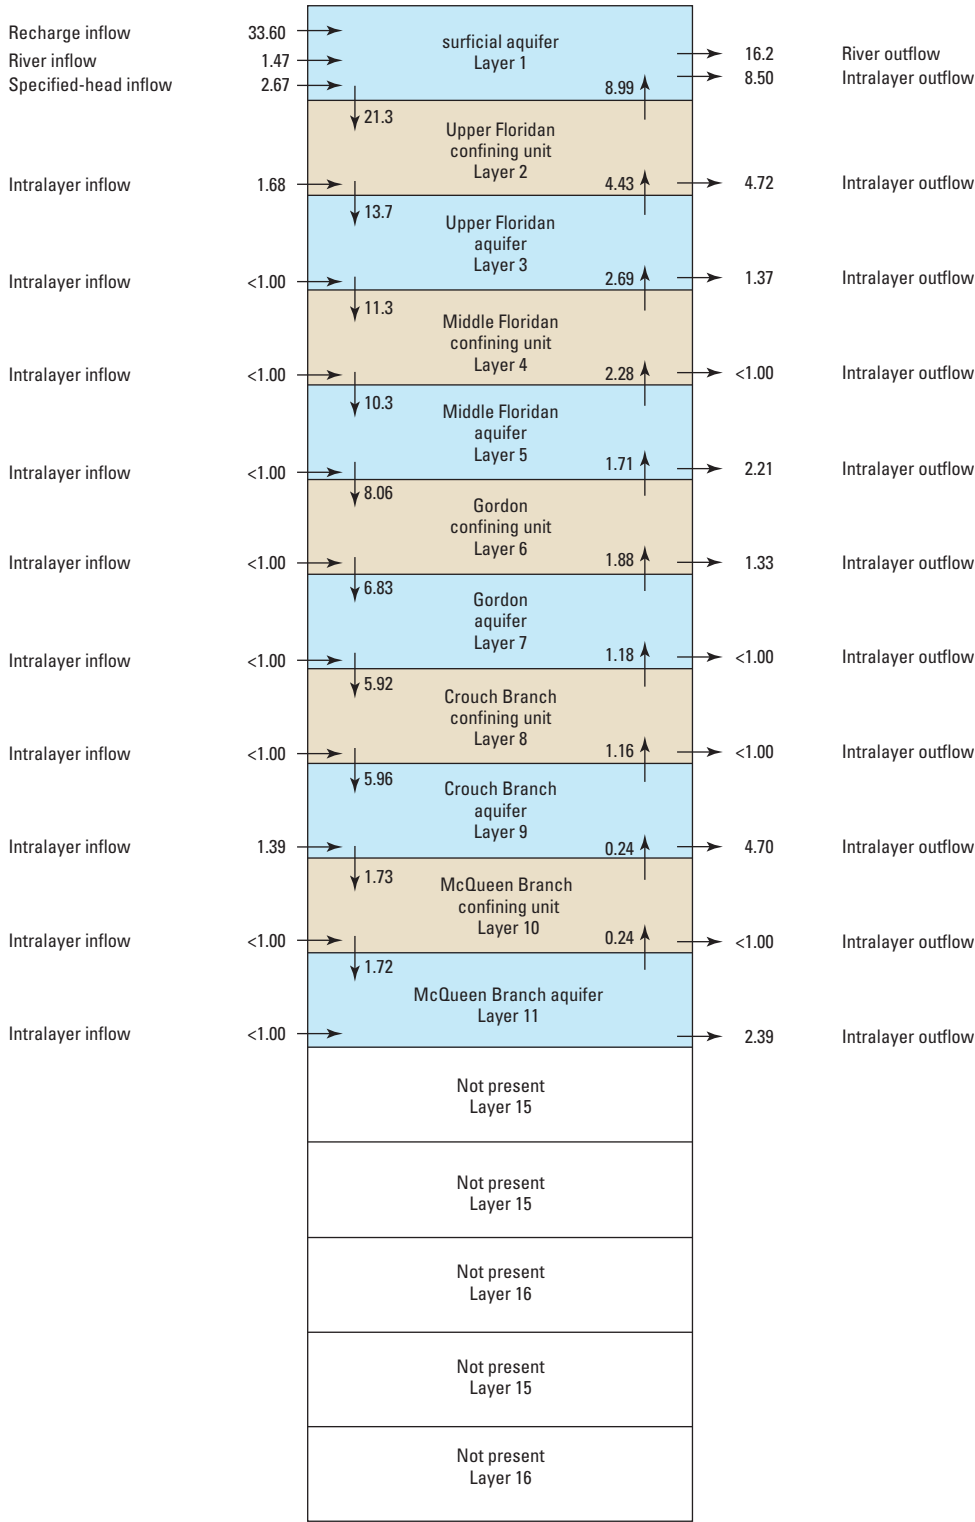 Recharge inflow 33.60
River inflow 1.47
Specified-head inflow 2.67
surficial aquifer
Layer 1
16.2 River outflow
8.50 Intralayer outflow
8.99
21.3
Upper Floridan
confining unit
Layer 2
Intralayer inflow 1.68
4.43
4.72 Intralayer outflow
13.7
Upper Floridan
aquifer
Layer 3
Intralayer inflow <1.00
2.69
1.37 Intralayer outflow
11.3
Middle Floridan
confining unit
Layer 4
Intralayer inflow <1.00
2.28
<1.00 Intralayer outflow
10.3
Middle Floridan
aquifer
Layer 5
Intralayer inflow <1.00
1.71
2.21 Intralayer outflow
8.06
Gordon
confining unit
Layer 6
Intralayer inflow <1.00
1.88
1.33 Intralayer outflow
6.83
Gordon
aquifer
Layer 7
Intralayer inflow <1.00
1.18
<1.00 Intralayer outflow
5.92
Crouch Branch
confining unit
Layer 8
Intralayer inflow <1.00
1.16
<1.00 Intralayer outflow
5.96
Crouch Branch
aquifer
Layer 9
Intralayer inflow 1.39
0.24
4.70 Intralayer outflow
1.73
McQueen Branch
confining unit
Layer 10
Intralayer inflow <1.00
0.24
<1.00 Intralayer outflow
1.72
McQueen Branch aquifer
Layer 11
Intralayer inflow <1.00
2.39 Intralayer outflow
Not present
Layer 15
Not present
Layer 15
Not present
Layer 16
Not present
Layer 15
Not present
Layer 16